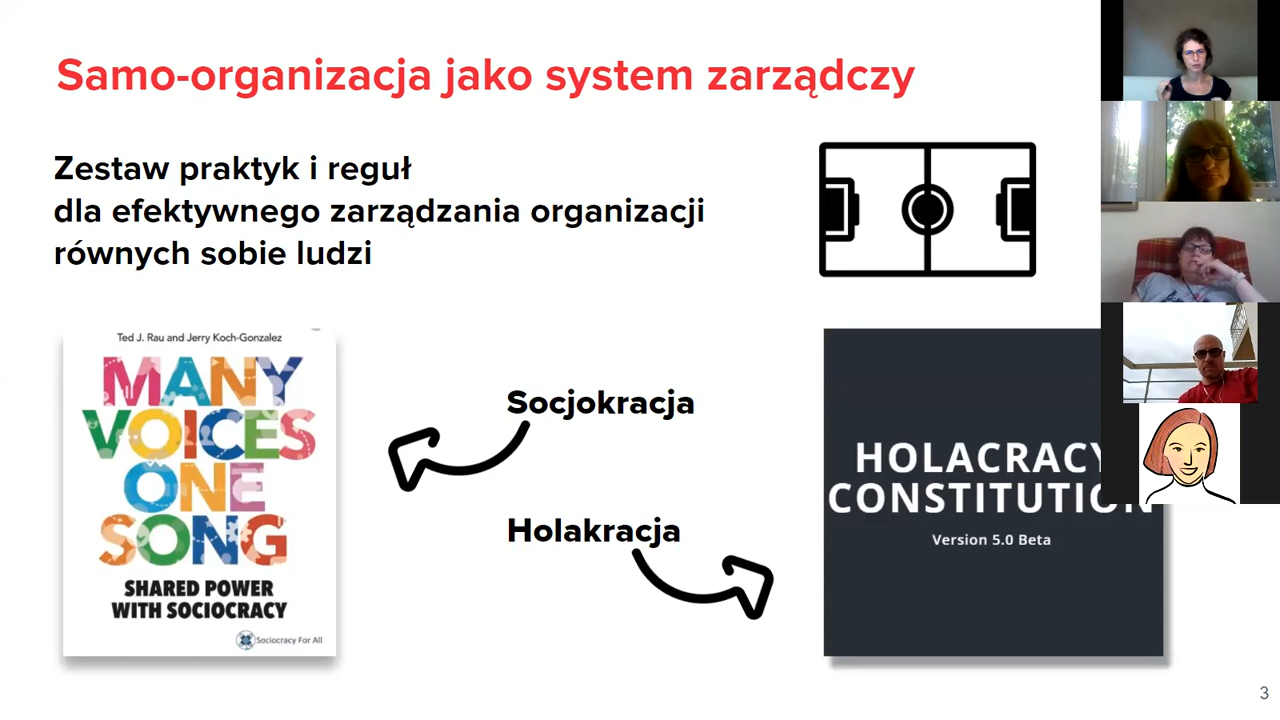 Samo-organizacja jako system zarządczy
Zestaw praktyk i reguł
dla efektywnego zarządzania organizacji
równych sobie ludzi
Ted J. Rau and Jerry Koch-Gonzalez
MANY
VOICES
ONE
SONG
SHARED POWER
WITH SOCIOCRACY
Sociocracy For All
Socjokracja
Holakracja
HOLACRACY
CONSTITUTION
Version 5.0 Beta
3